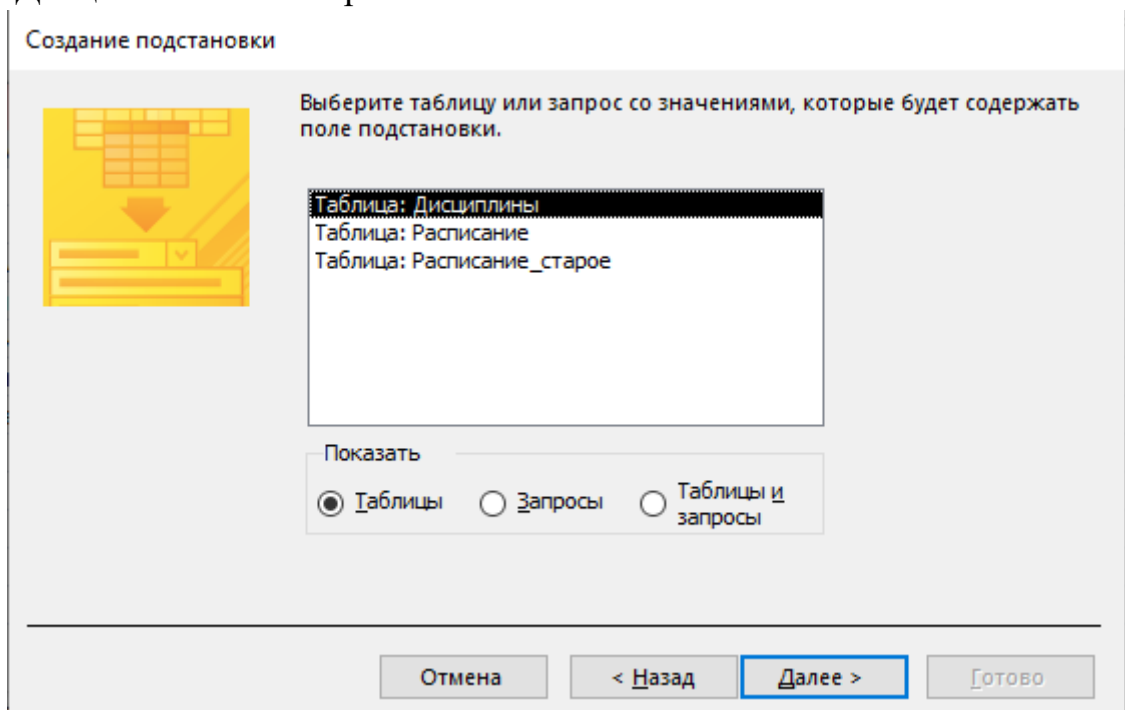 Создание подстановки
Выберите таблицу или запрос со значениями, которые будет содержать
поле подстановки.
Таблица: Дисциплины
Таблица: Расписание
Таблица: Расписание_старое
Показать
Таблицы
Запросы
Таблицы и
запросы
Отмена
< Назад
Далее >
Готово